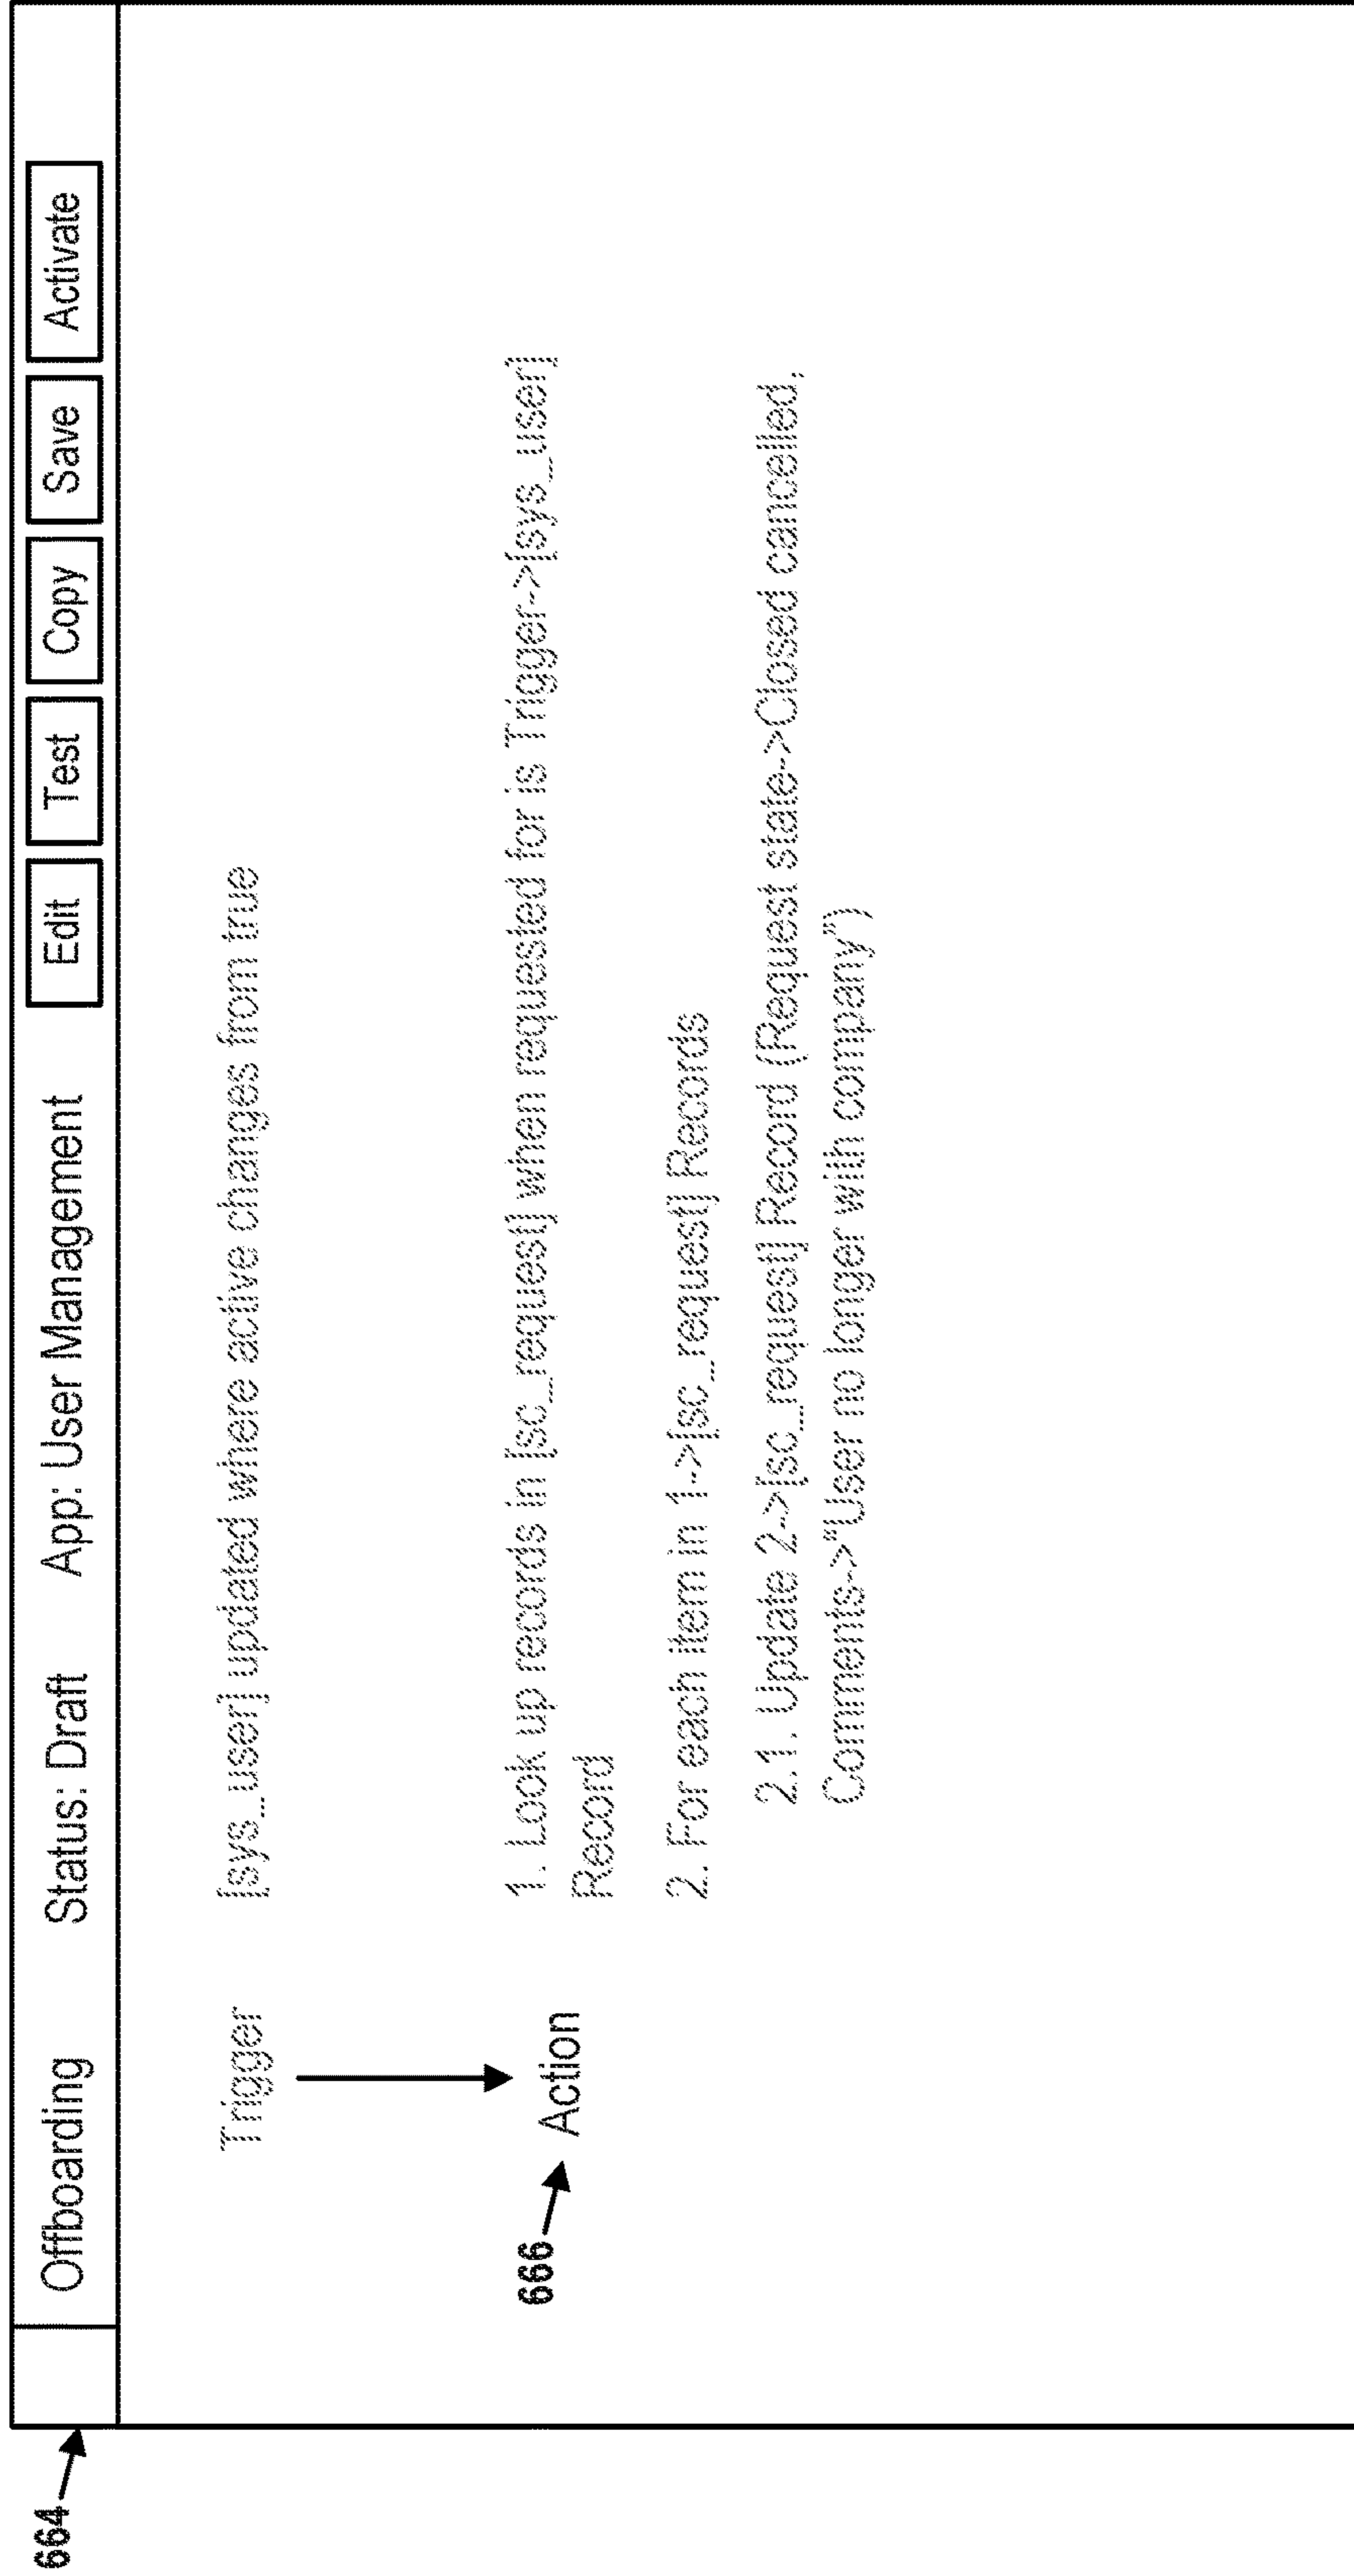 664
Offboarding Status: Draft App: User Management Edit Test Copy Save Activate
Trigger [sys_user] updated where active changes from true
666 Action 1. Look up records in [sc_request] when requested for is Trigger->[sys_user]
Record
2. For each item in 1->[sc_request] Records
2.1. Update 2->[sc_request] Record (Request state->Closed cancelled,
Comments->"User no longer with company")